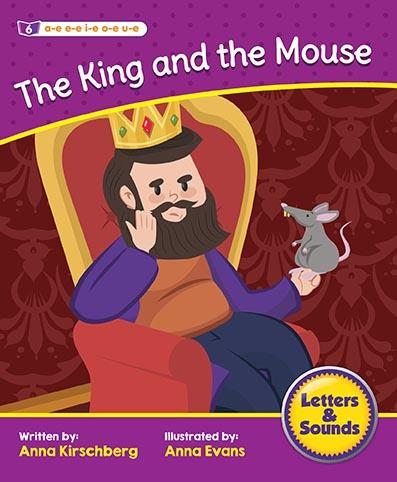 6 a-e e-e i-e o-e u-e
The King and the Mouse
Letters
&
Sounds
Written by:
Anna Kirschberg
Illustrated by:
Anna Evans